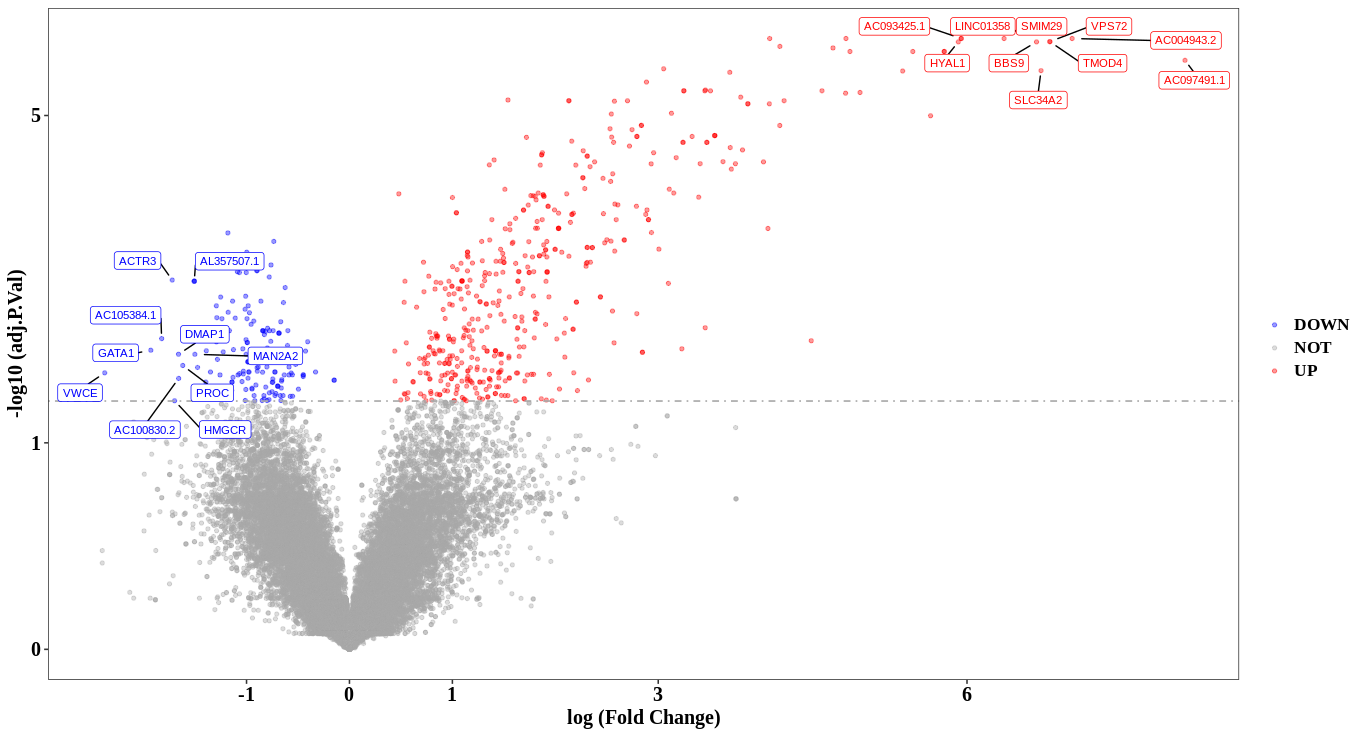 AC093425.1
LINC01358
SMIM29
VPS72
AC004943.2
HYAL1
BBS9
TMOD4
AC097491.1
SLC34A2
ACTR3
AL357507.1
AC105384.1
DMAP1
GATA1
MAN2A2
VWCE
PROC
AC100830.2
HMGCR
-log10 (adj.P.Val)
5
1
0
-1
0
1
3
6
log (Fold Change)
DOWN
NOT
UP